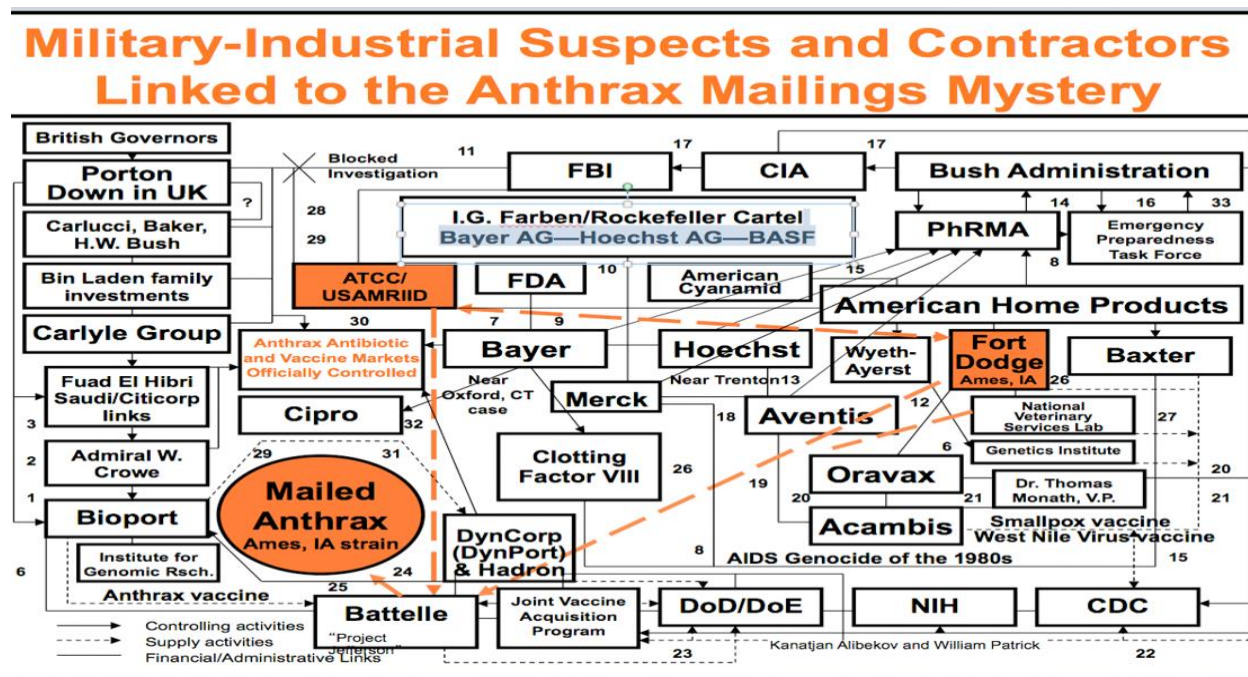 Military-Industrial Suspects and Contractors
Linked to the Anthrax Mailings Mystery
British Governors
Porton
Down in UK
Carlucci, Baker,
H.W. Bush
Bin Laden family
investments
Carlyle Group
Fuad El Hibri
Saudi/Citicorp
links
Admiral W.
Crowe
Bioport
Institute for
Genomic Rsch.
3
2
1
6
?
Blocked
Investigation
11
28
29
FBI
17
CIA
17
Bush Administration
I.G. Farben/Rockefeller Cartel
Bayer AG—Hoechst AG—BASF
PhRMA
14
16
33
Emergency
Preparedness
Task Force
8
ATCC/
USAMRIID
FDA
10
American
Cyanamid
15
American Home Products
30
7
9
Anthrax Antibiotic
and Vaccine Markets
Officially Controlled
Bayer
Hoechst
Wyeth-
Ayerst
Fort
Dodge
Ames, IA
26
Baxter
Near
Oxford, CT
case
Near Trenton
13
Cipro
32
Merck
18
Aventis
12
National
Veterinary
Services Lab
27
6
Genetics Institute
29
31
Mailed
Anthrax
Ames, IA strain
Clotting
Factor VIII
26
19
Oravax
20
21
Dr. Thomas
Monath, V.P.
20
21
Acambis
Smallpox vaccine
West Nile Virus vaccine
DynCorp
(DynPort)
& Hadron
8
AIDS Genocide of the 1980s
15
24
25
Anthrax vaccine
Battelle
"Project
Jefferson"
Joint Vaccine
Acquisition
Program
DoD/DoE
NIH
CDC
Controlling activities
Supply activities
Financial/Administrative Links
23
Kanatjan Alibekov and William Patrick
22